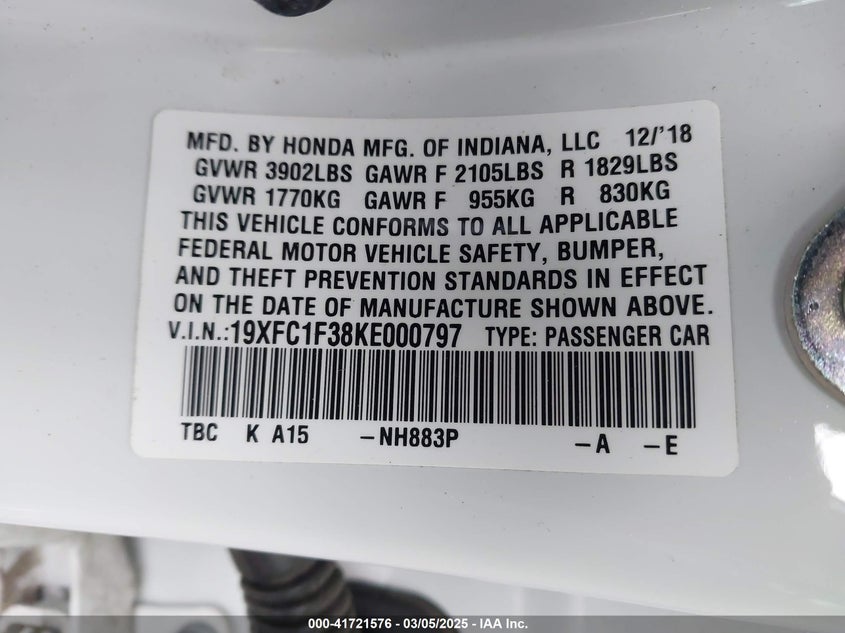 MFD. BY HONDA MFG. OF INDIANA, LLC 12/'18
GVWR 3902LBS GAWR F 2105LBS R 1829LBS
GVWR 1770KG GAWR F 955KG R 830KG
THIS VEHICLE CONFORMS TO ALL APPLICABLE
FEDERAL MOTOR VEHICLE SAFETY, BUMPER,
AND THEFT PREVENTION STANDARDS IN EFFECT
ON THE DATE OF MANUFACTURE SHOWN ABOVE.
V.I.N.:19XFC1F38KE000797 TYPE: PASSENGER CAR
TBC K A15 -NH883P -A -E
000-41721576 - 03/05/2025 - IAA Inc.